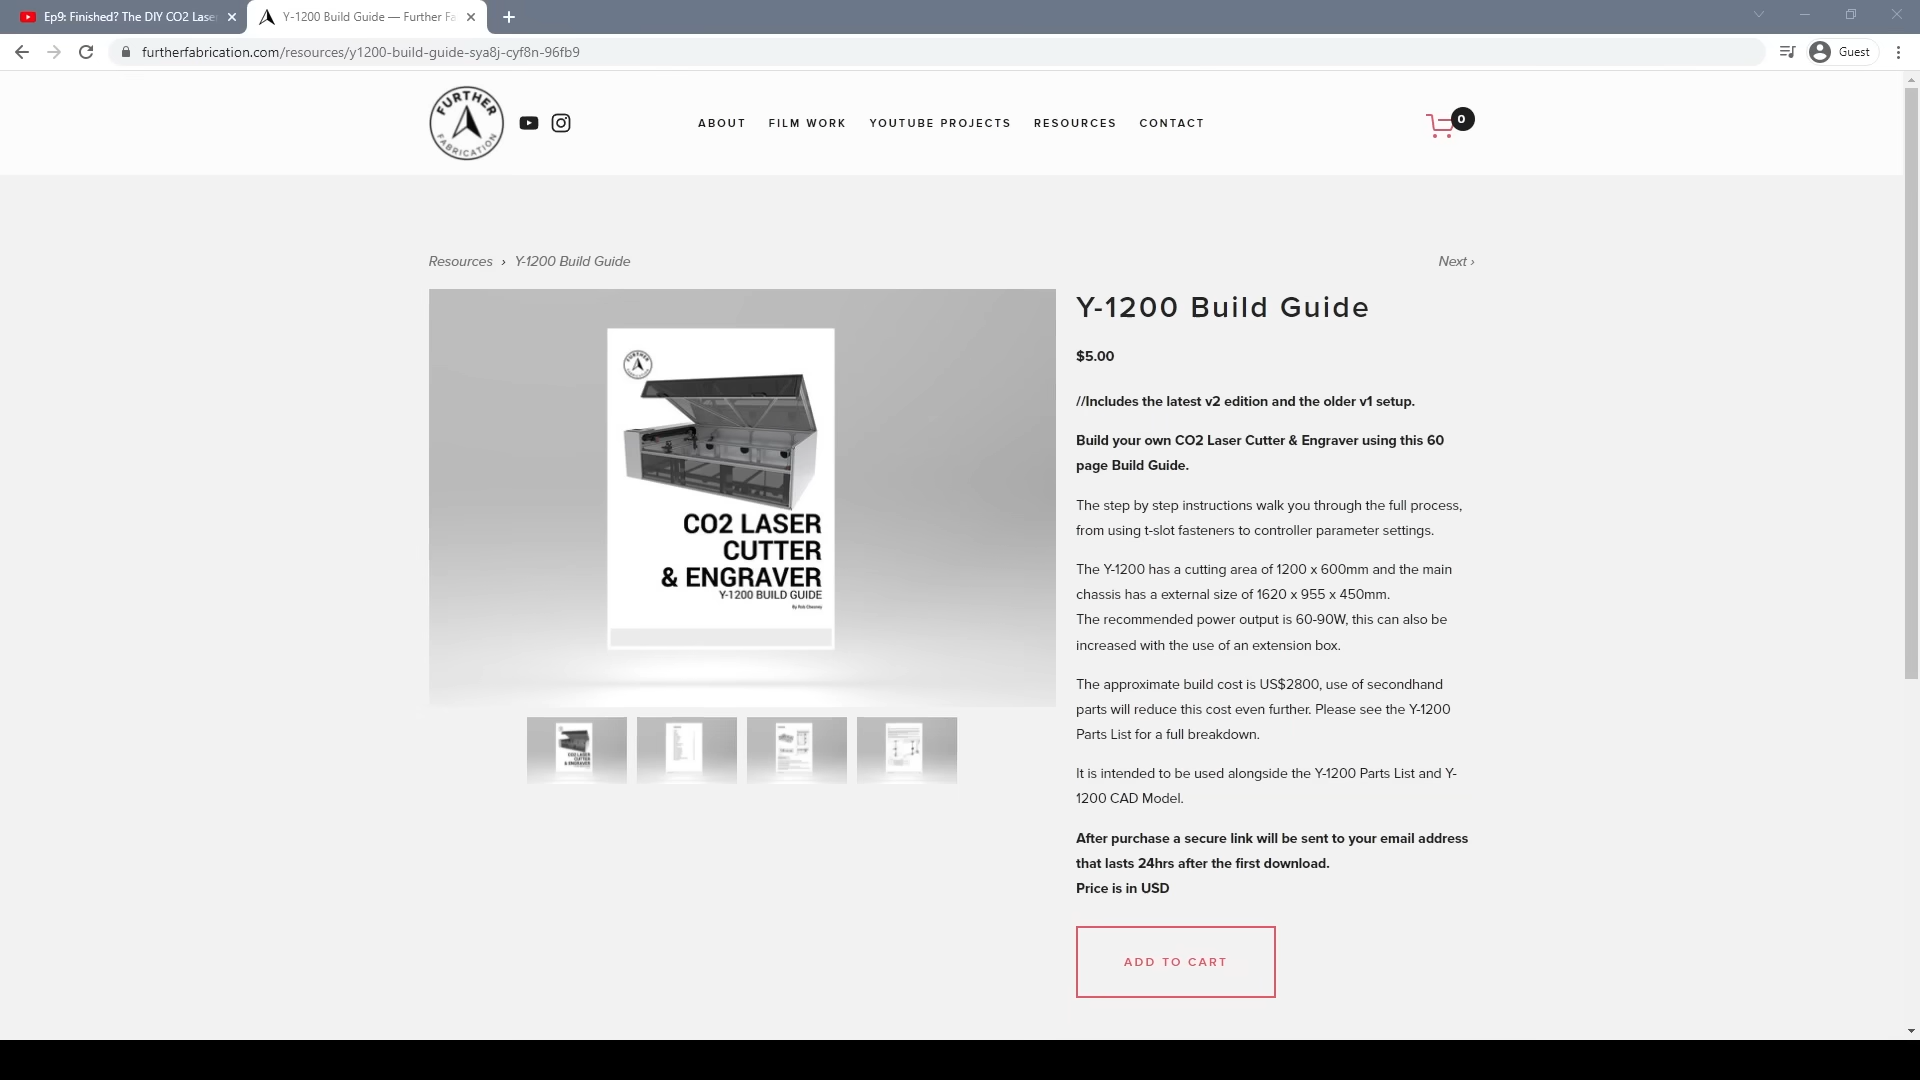 Ep9: Finished? The DIY CO2 Lase
Y-1200 Build Guide — Further Fa
furtherfabrication.com/resources/y1200-build-guide-sya8j-cyf8n-96fb9
Guest
FURTHER
FABRICATION
ABOUT
FILM WORK
YOUTUBE PROJECTS
RESOURCES
CONTACT
0
Resources › Y-1200 Build Guide
Next ›
FURTHER
CO2 LASER
CUTTER
& ENGRAVER
Y-1200 BUILD GUIDE
Y-1200 Build Guide
$5.00
//Includes the latest v2 edition and the older v1 setup.
Build your own CO2 Laser Cutter & Engraver using this 60
page Build Guide.
The step by step instructions walk you through the full process,
from using t-slot fasteners to controller parameter settings.
The Y-1200 has a cutting area of 1200 x 600mm and the main
chassis has a external size of 1620 x 955 x 450mm.
The recommended power output is 60-90W, this can also be
increased with the use of an extension box.
The approximate build cost is US$2800, use of secondhand
parts will reduce this cost even further. Please see the Y-1200
Parts List for a full breakdown.
It is intended to be used alongside the Y-1200 Parts List and Y-
1200 CAD Model.
After purchase a secure link will be sent to your email address
that lasts 24hrs after the first download.
Price is in USD
ADD TO CART